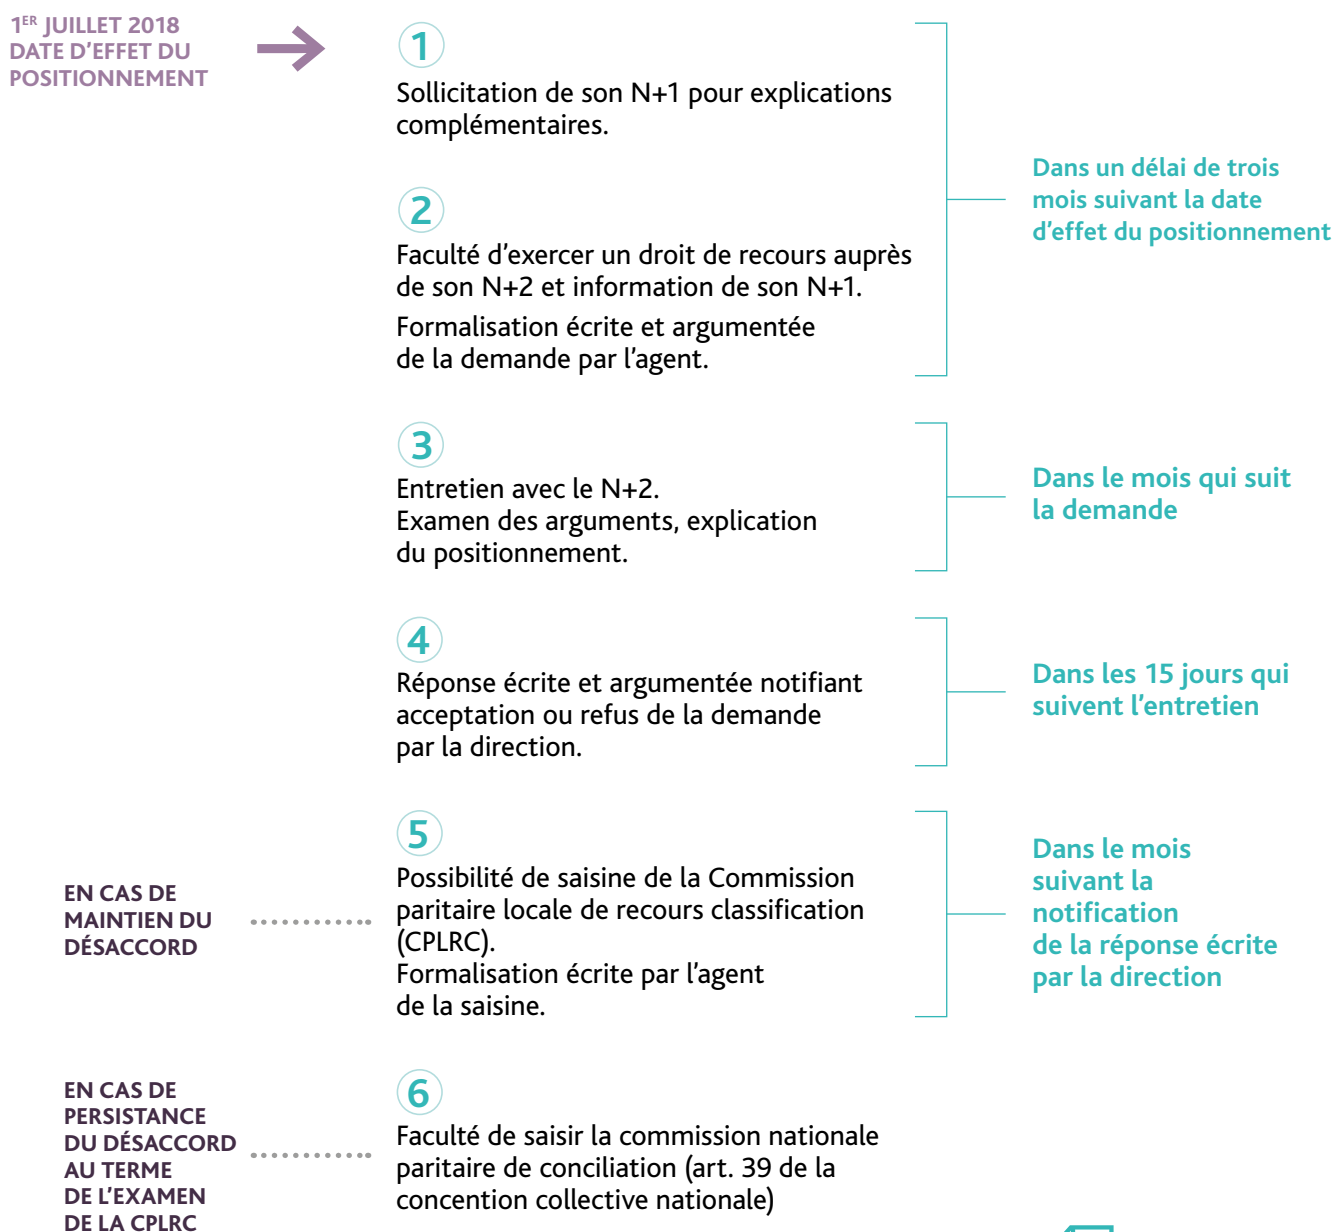 1ER JUILLET 2018
DATE D'EFFET DU
POSITIONNEMENT
1
Sollicitation de son N+1 pour explications
complémentaires.
2
Faculté d'exercer un droit de recours auprès
de son N+2 et information de son N+1.
Formalisation écrite et argumentée
de la demande par l'agent.
Dans un délai de trois
mois suivant la date
d'effet du positionnement
3
Entretien avec le N+2.
Examen des arguments, explication
du positionnement.
Dans le mois qui suit
la demande
4
Réponse écrite et argumentée notifiant
acceptation ou refus de la demande
par la direction.
Dans les 15 jours qui
suivent l'entretien
EN CAS DE
MAINTIEN DU
DÉSACCORD
5
Possibilité de saisine de la Commission
paritaire locale de recours classification
(CPLRC).
Formalisation écrite par l'agent
de la saisine.
Dans le mois
suivant la
notification
de la réponse écrite
par la direction
EN CAS DE
PERSISTANCE
DU DÉSACCORD
AU TERME
DE L'EXAMEN
DE LA CPLRC
6
Faculté de saisir la commission nationale
paritaire de conciliation (art. 39 de la
concention collective nationale)